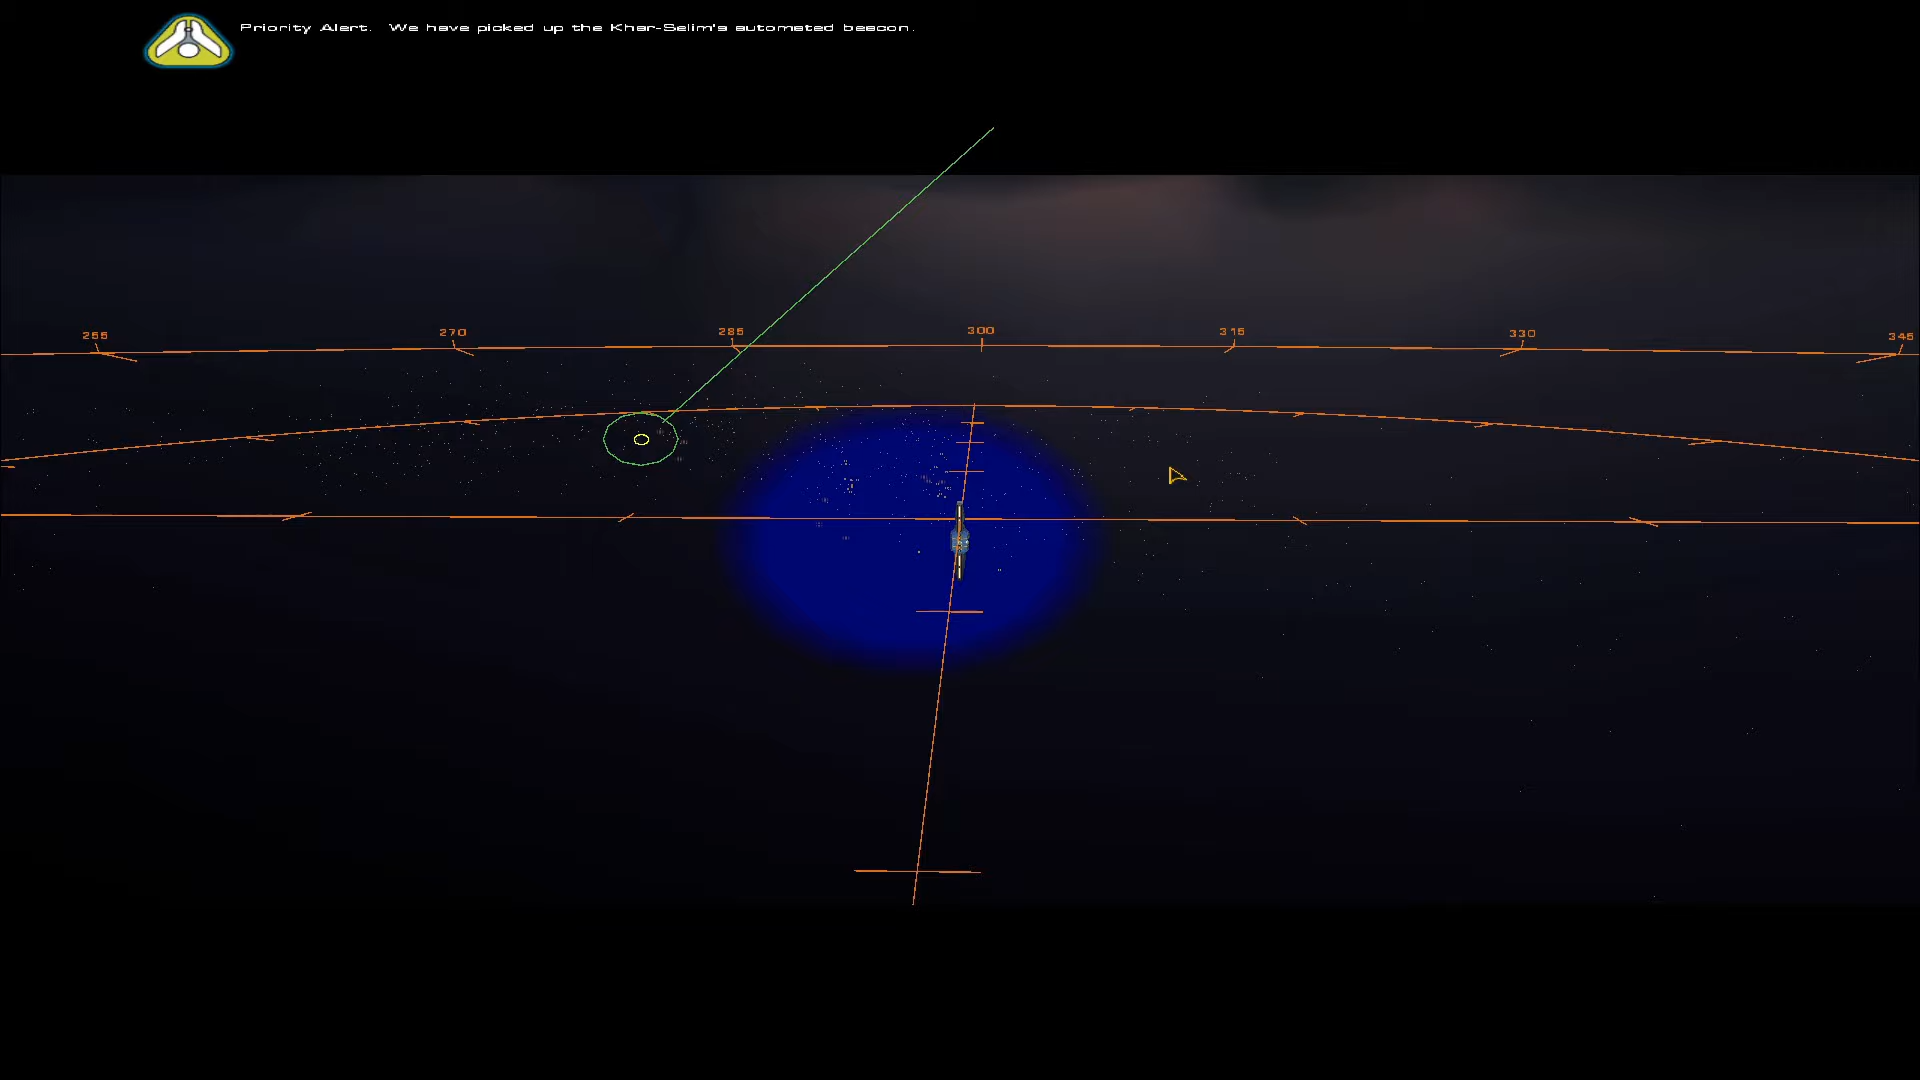 Priority Alert. We have picked up the Khar-Selim's automated beacon.
255 270 285 300 315 330 345